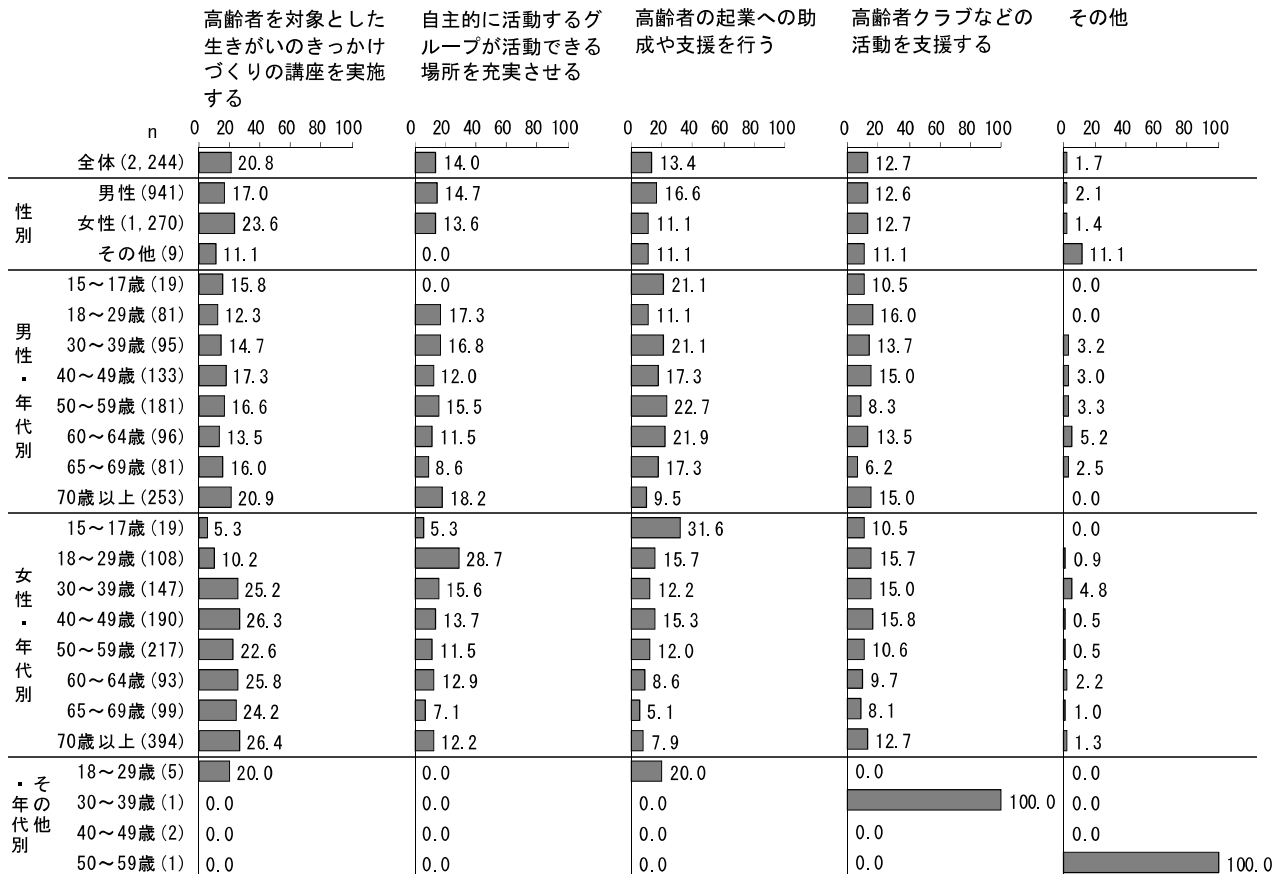 高齢者を対象とした
生きがいのきっかけ
づくりの講座を実施
する
自主的に活動するグ
ループが活動できる
場所を充実させる
高齢者の起業への助
成や支援を行う
高齢者クラブなどの
活動を支援する
その他
n
0 20 40 60 80 100 0 20 40 60 80 100 0 20 40 60 80 100 0 20 40 60 80 100 0 20 40 60 80 100
全体(2,244) 20.8 14.0 13.4 12.7 1.7
性別
男性(941) 17.0 14.7 16.6 12.6 2.1
女性(1,270) 23.6 13.6 11.1 12.7 1.4
その他(9) 11.1 0.0 11.1 11.1 11.1
男性・年代別
15～17歳(19) 15.8 0.0 21.1 10.5 0.0
18～29歳(81) 12.3 17.3 11.1 16.0 0.0
30～39歳(95) 14.7 16.8 21.1 13.7 3.2
40～49歳(133) 17.3 12.0 17.3 15.0 3.0
50～59歳(181) 16.6 15.5 22.7 8.3 3.3
60～64歳(96) 13.5 11.5 21.9 13.5 5.2
65～69歳(81) 16.0 8.6 17.3 6.2 2.5
70歳以上(253) 20.9 18.2 9.5 15.0 0.0
女性・年代別
15～17歳(19) 5.3 5.3 31.6 10.5 0.0
18～29歳(108) 10.2 28.7 15.7 15.7 0.9
30～39歳(147) 25.2 15.6 12.2 15.0 4.8
40～49歳(190) 26.3 13.7 15.3 15.8 0.5
50～59歳(217) 22.6 11.5 12.0 10.6 0.5
60～64歳(93) 25.8 12.9 8.6 9.7 2.2
65～69歳(99) 24.2 7.1 5.1 8.1 1.0
70歳以上(394) 26.4 12.2 7.9 12.7 1.3
その他・年代別
18～29歳(5) 20.0 0.0 20.0 0.0 0.0
30～39歳(1) 0.0 0.0 0.0 100.0 0.0
40～49歳(2) 0.0 0.0 0.0 0.0 0.0
50～59歳(1) 0.0 0.0 0.0 0.0 100.0